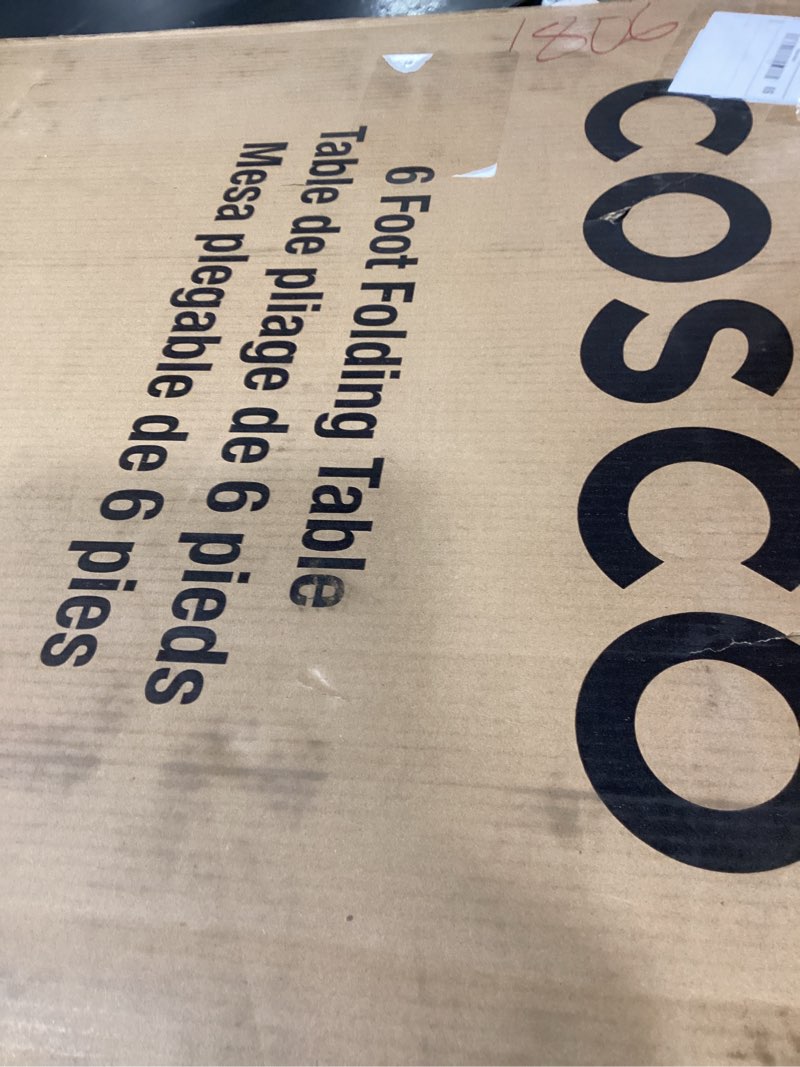 1806
COSCO
6 Foot Folding Table
Table de pliage de 6 pieds
Mesa plegable de 6 pies